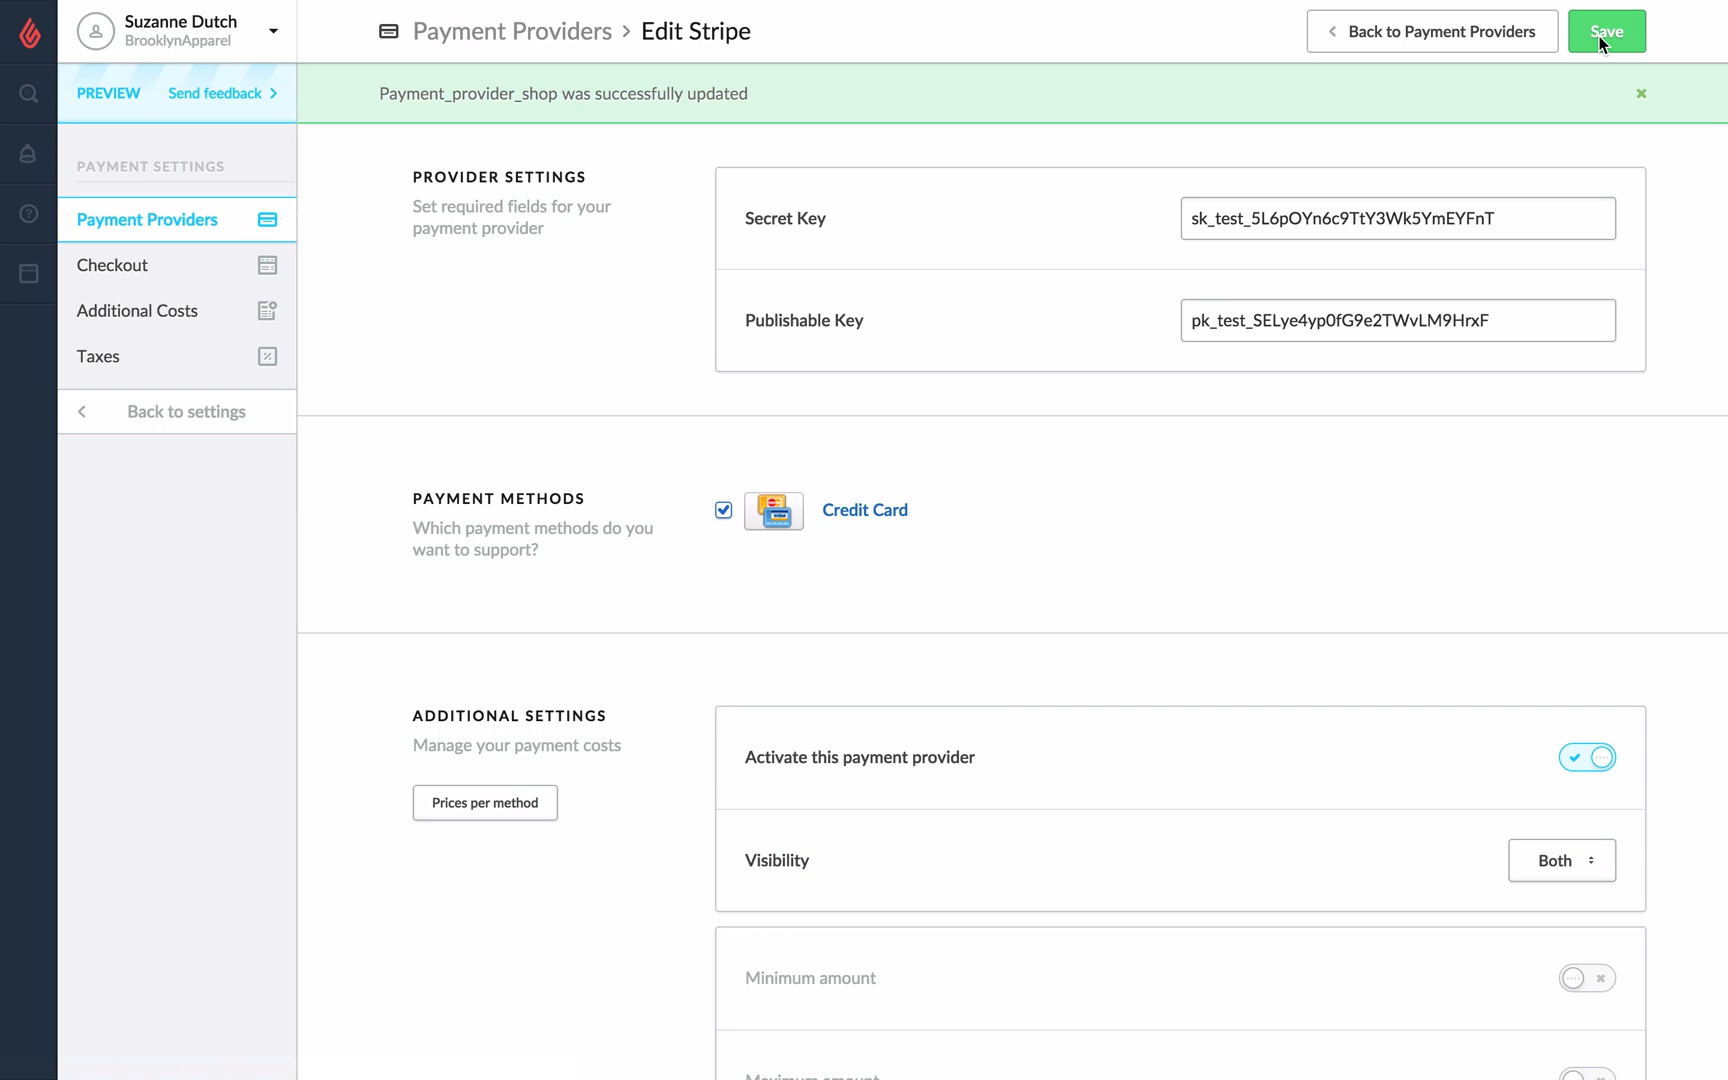 Suzanne Dutch
BrooklynApparel
Payment Providers > Edit Stripe
Back to Payment Providers
Save
PREVIEW
Send feedback
Payment_provider_shop was successfully updated
PAYMENT SETTINGS
Payment Providers
Checkout
Additional Costs
Taxes
Back to settings
PROVIDER SETTINGS
Set required fields for your
payment provider
Secret Key
sk_test_5L6pOYn6c9TtY3Wk5YmEYFnT
Publishable Key
pk_test_SELye4yp0fG9e2TWvLM9HrxF
PAYMENT METHODS
Which payment methods do you
want to support?
Credit Card
ADDITIONAL SETTINGS
Manage your payment costs
Prices per method
Activate this payment provider
Visibility
Both
Minimum amount
Maximum amount